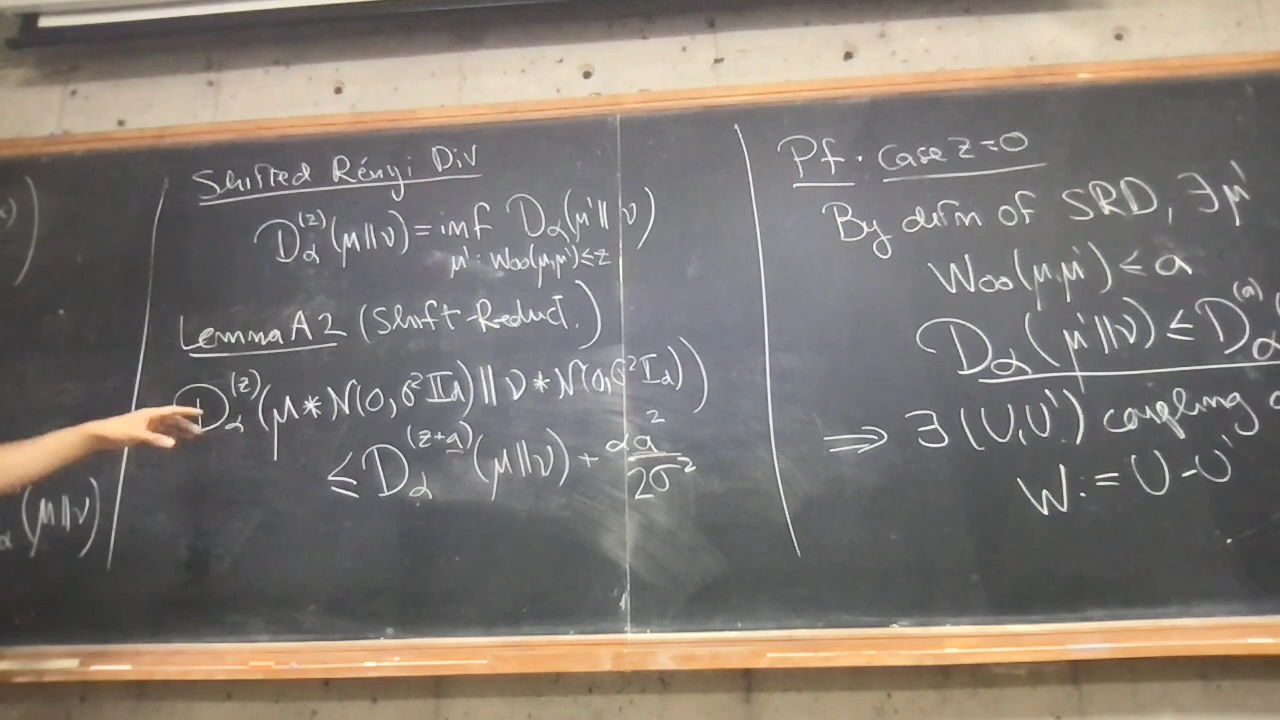 x)
α (μ||ν)
Shifted Rényi Div
D_α^(z)(μ||ν) = inf D_α(μ'||ν)
μ': W∞(μ,μ')≤z
Lemma A2 (Shift-Reduct.)
D_α^(z)(μ*N(0,σ²I_d)||ν*N(0,σ²I_d))
≤ D_α^(z+a)(μ||ν) + αa²/2σ²
Pf. Case z=0
By defn of SRD, ∃μ'
W∞(μ,μ') ≤ a
D_α(μ'||ν) ≤ D_α^(a)
⇒ ∃(U,U') coupling
W := U-U'